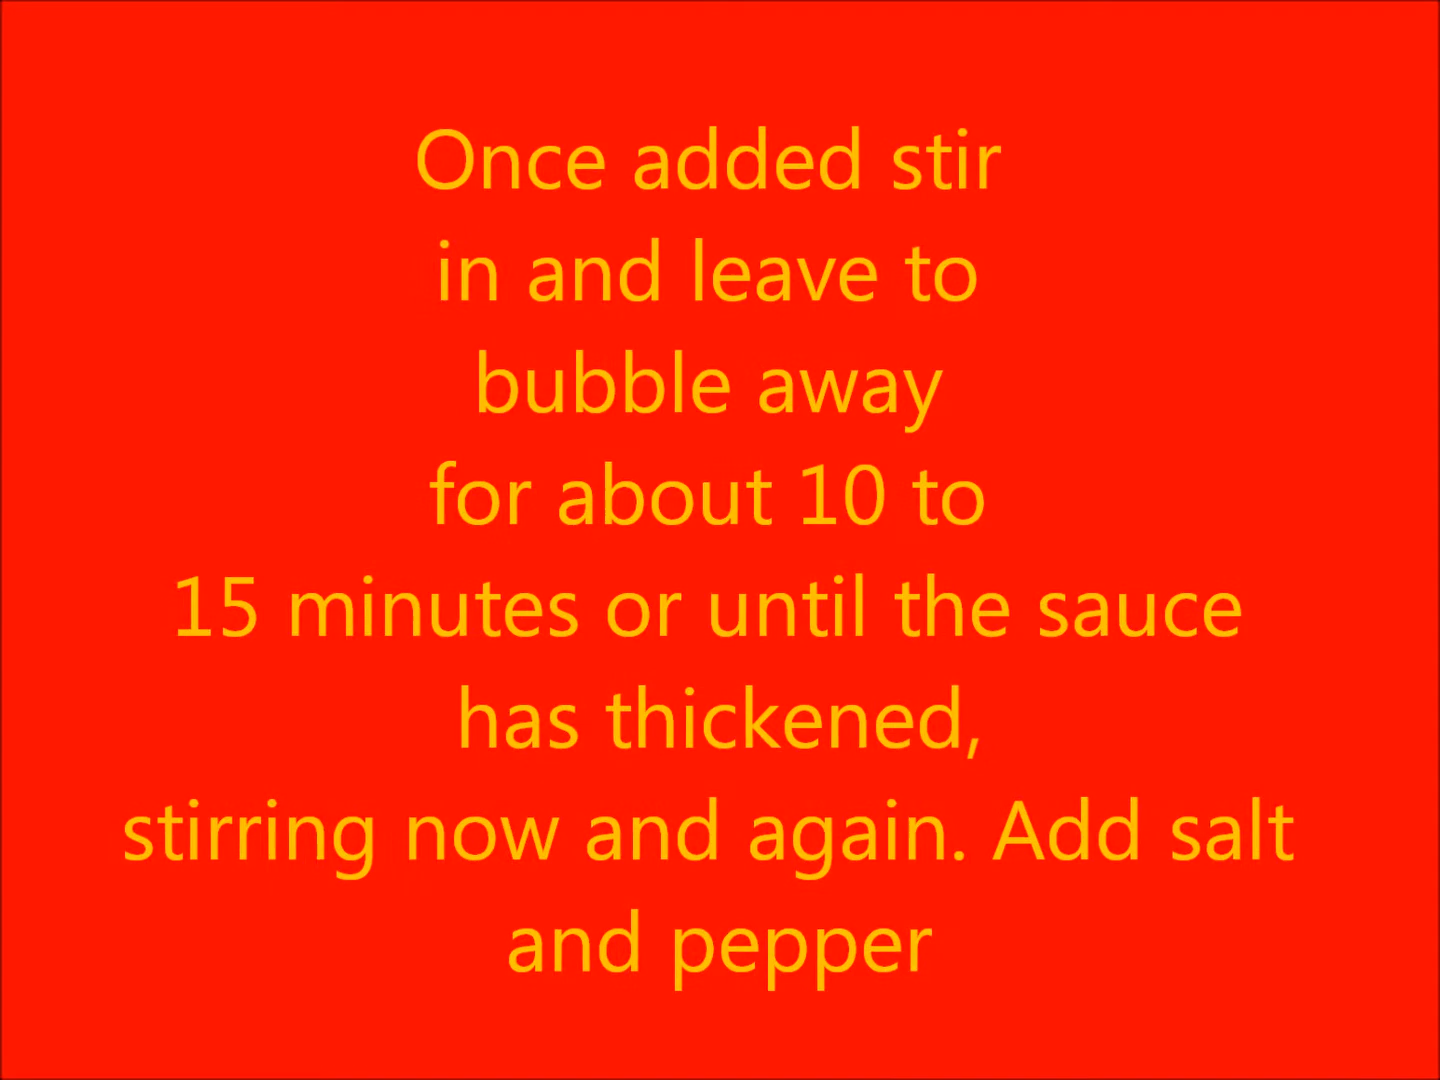 Once added stir
in and leave to
bubble away
for about 10 to
15 minutes or until the sauce
has thickened,
stirring now and again. Add salt
and pepper